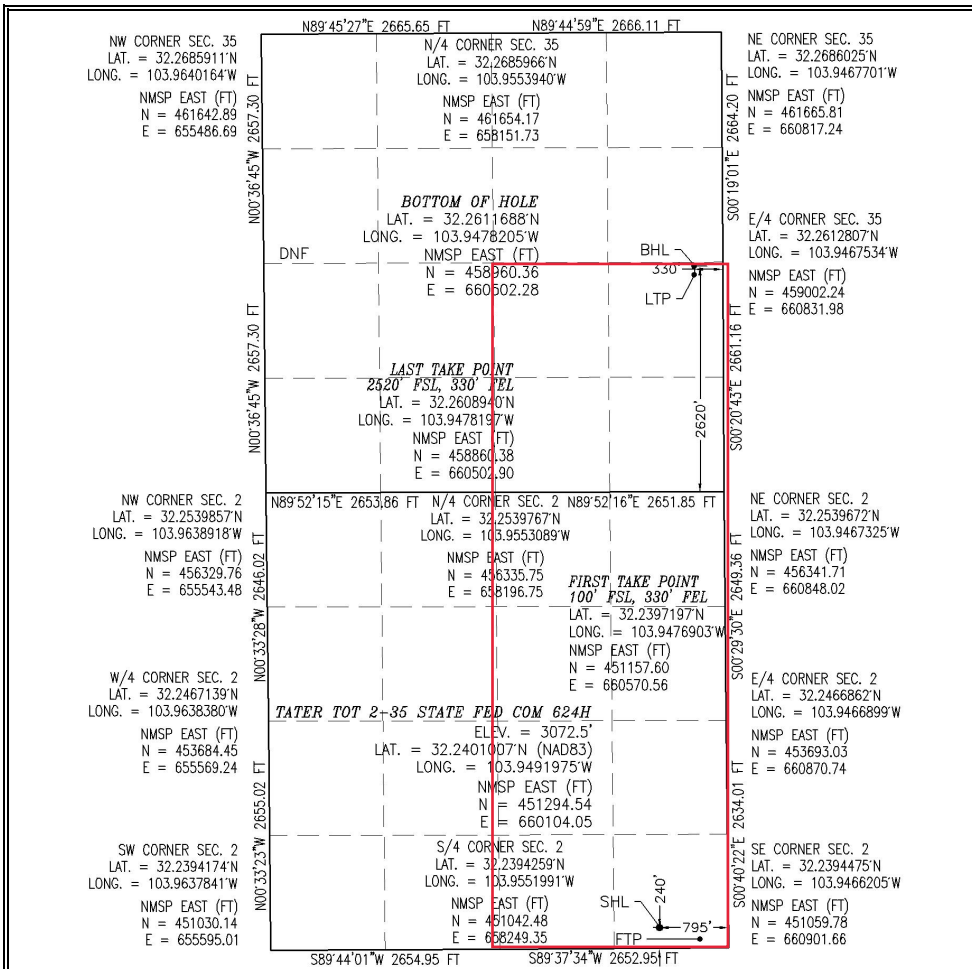 N89°45'27"E 2665.65 FT
N89°44'59"E 2666.11 FT
NW CORNER SEC. 35
LAT. = 32.2685911°N
LONG. = 103.9640164°W
NMSP EAST (FT)
N = 461642.89
E = 655486.69
N/4 CORNER SEC. 35
LAT. = 32.2685966°N
LONG. = 103.9553940°W
NMSP EAST (FT)
N = 461654.17
E = 658151.73
NE CORNER SEC. 35
LAT. = 32.2686025°N
LONG. = 103.9467701°W
NMSP EAST (FT)
N = 461665.81
E = 660817.24
N00°36'45"W 2657.30 FT
S00°19'01"E 2664.20 FT
BOTTOM OF HOLE
LAT. = 32.2611688°N
LONG. = 103.9478205°W
NMSP EAST (FT)
N = 458960.36
E = 660502.28
DNF
BHL
330'
LTP
E/4 CORNER SEC. 35
LAT. = 32.2612807°N
LONG. = 103.9467534°W
NMSP EAST (FT)
N = 459002.24
E = 660831.98
N00°36'45"W 2657.30 FT
S00°20'43"E 2661.16 FT
2620'
LAST TAKE POINT
2520' FSL, 330' FEL
LAT. = 32.2608940°N
LONG. = 103.9478197°W
NMSP EAST (FT)
N = 458860.38
E = 660502.90
N89°52'15"E 2653.86 FT
N89°52'16"E 2651.85 FT
NW CORNER SEC. 2
LAT. = 32.2539857°N
LONG. = 103.9638918°W
NMSP EAST (FT)
N = 456329.76
E = 655543.48
N/4 CORNER SEC. 2
LAT. = 32.2539767°N
LONG. = 103.9553089°W
NMSP EAST (FT)
N = 456335.75
E = 658196.75
NE CORNER SEC. 2
LAT. = 32.2539672°N
LONG. = 103.9467325°W
NMSP EAST (FT)
N = 456341.71
E = 660848.02
N00°33'28"W 2646.02 FT
S00°29'30"E 2649.36 FT
FIRST TAKE POINT
100' FSL, 330' FEL
LAT. = 32.2397197°N
LONG. = 103.9476903°W
NMSP EAST (FT)
N = 451157.60
E = 660570.56
W/4 CORNER SEC. 2
LAT. = 32.2467139°N
LONG. = 103.9638380°W
NMSP EAST (FT)
N = 453684.45
E = 655569.24
TATER TOT 2-35 STATE FED COM 624H
ELEV. = 3072.5'
LAT. = 32.2401007°N (NAD83)
LONG. = 103.9491975°W
NMSP EAST (FT)
N = 451294.54
E = 660104.05
E/4 CORNER SEC. 2
LAT. = 32.2466862°N
LONG. = 103.9466899°W
NMSP EAST (FT)
N = 453693.03
E = 660870.74
N00°33'23"W 2655.02 FT
S00°40'22"E 2634.01 FT
SW CORNER SEC. 2
LAT. = 32.2394174°N
LONG. = 103.9637841°W
NMSP EAST (FT)
N = 451030.14
E = 655595.01
S/4 CORNER SEC. 2
LAT. = 32.2394259°N
LONG. = 103.9551991°W
NMSP EAST (FT)
N = 451042.48
E = 658249.35
240'
SHL
795'
FTP
SE CORNER SEC. 2
LAT. = 32.2394475°N
LONG. = 103.9466205°W
NMSP EAST (FT)
N = 451059.78
E = 660901.66
S89°44'01"W 2654.95 FT
S89°37'34"W 2652.95 FT